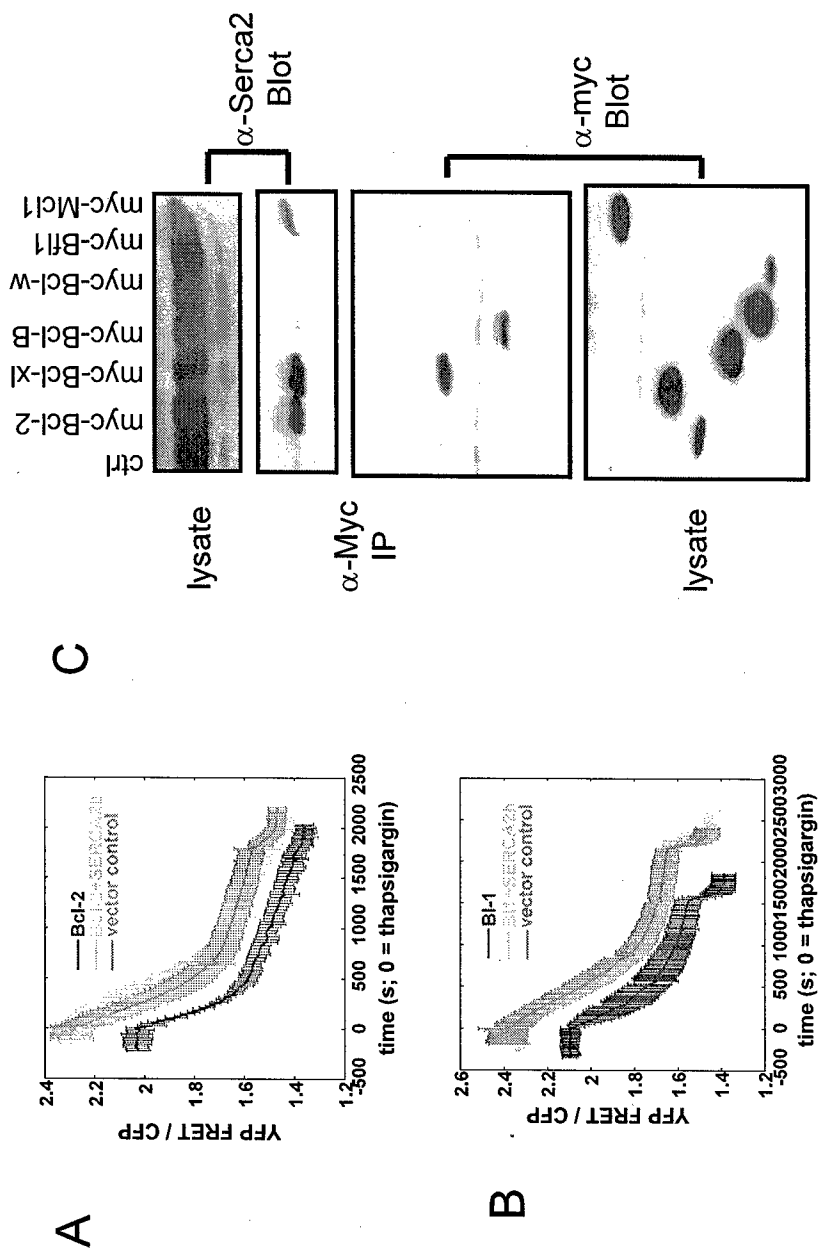 A
YFP FRET / CFP
2.4
2.2
2
1.8
1.6
1.4
1.2
Bcl-2
vector control
-500
0
500
1000
1500
2000
2500
time (s; 0 = thapsigargin)
B
YFP FRET / CFP
2.6
2.4
2.2
2
1.8
1.6
1.4
1.2
BI-1
vector control
-500
0
500
1000
1500
2000
2500
3000
time (s; 0 = thapsigargin)
C
ctrl
myc-Bcl-2
myc-Bcl-xl
myc-Bcl-B
myc-Bcl-w
myc-Bfl1
myc-Mcl1
lysate
α-Serca2
Blot
α-Myc
IP
α-myc
Blot
lysate